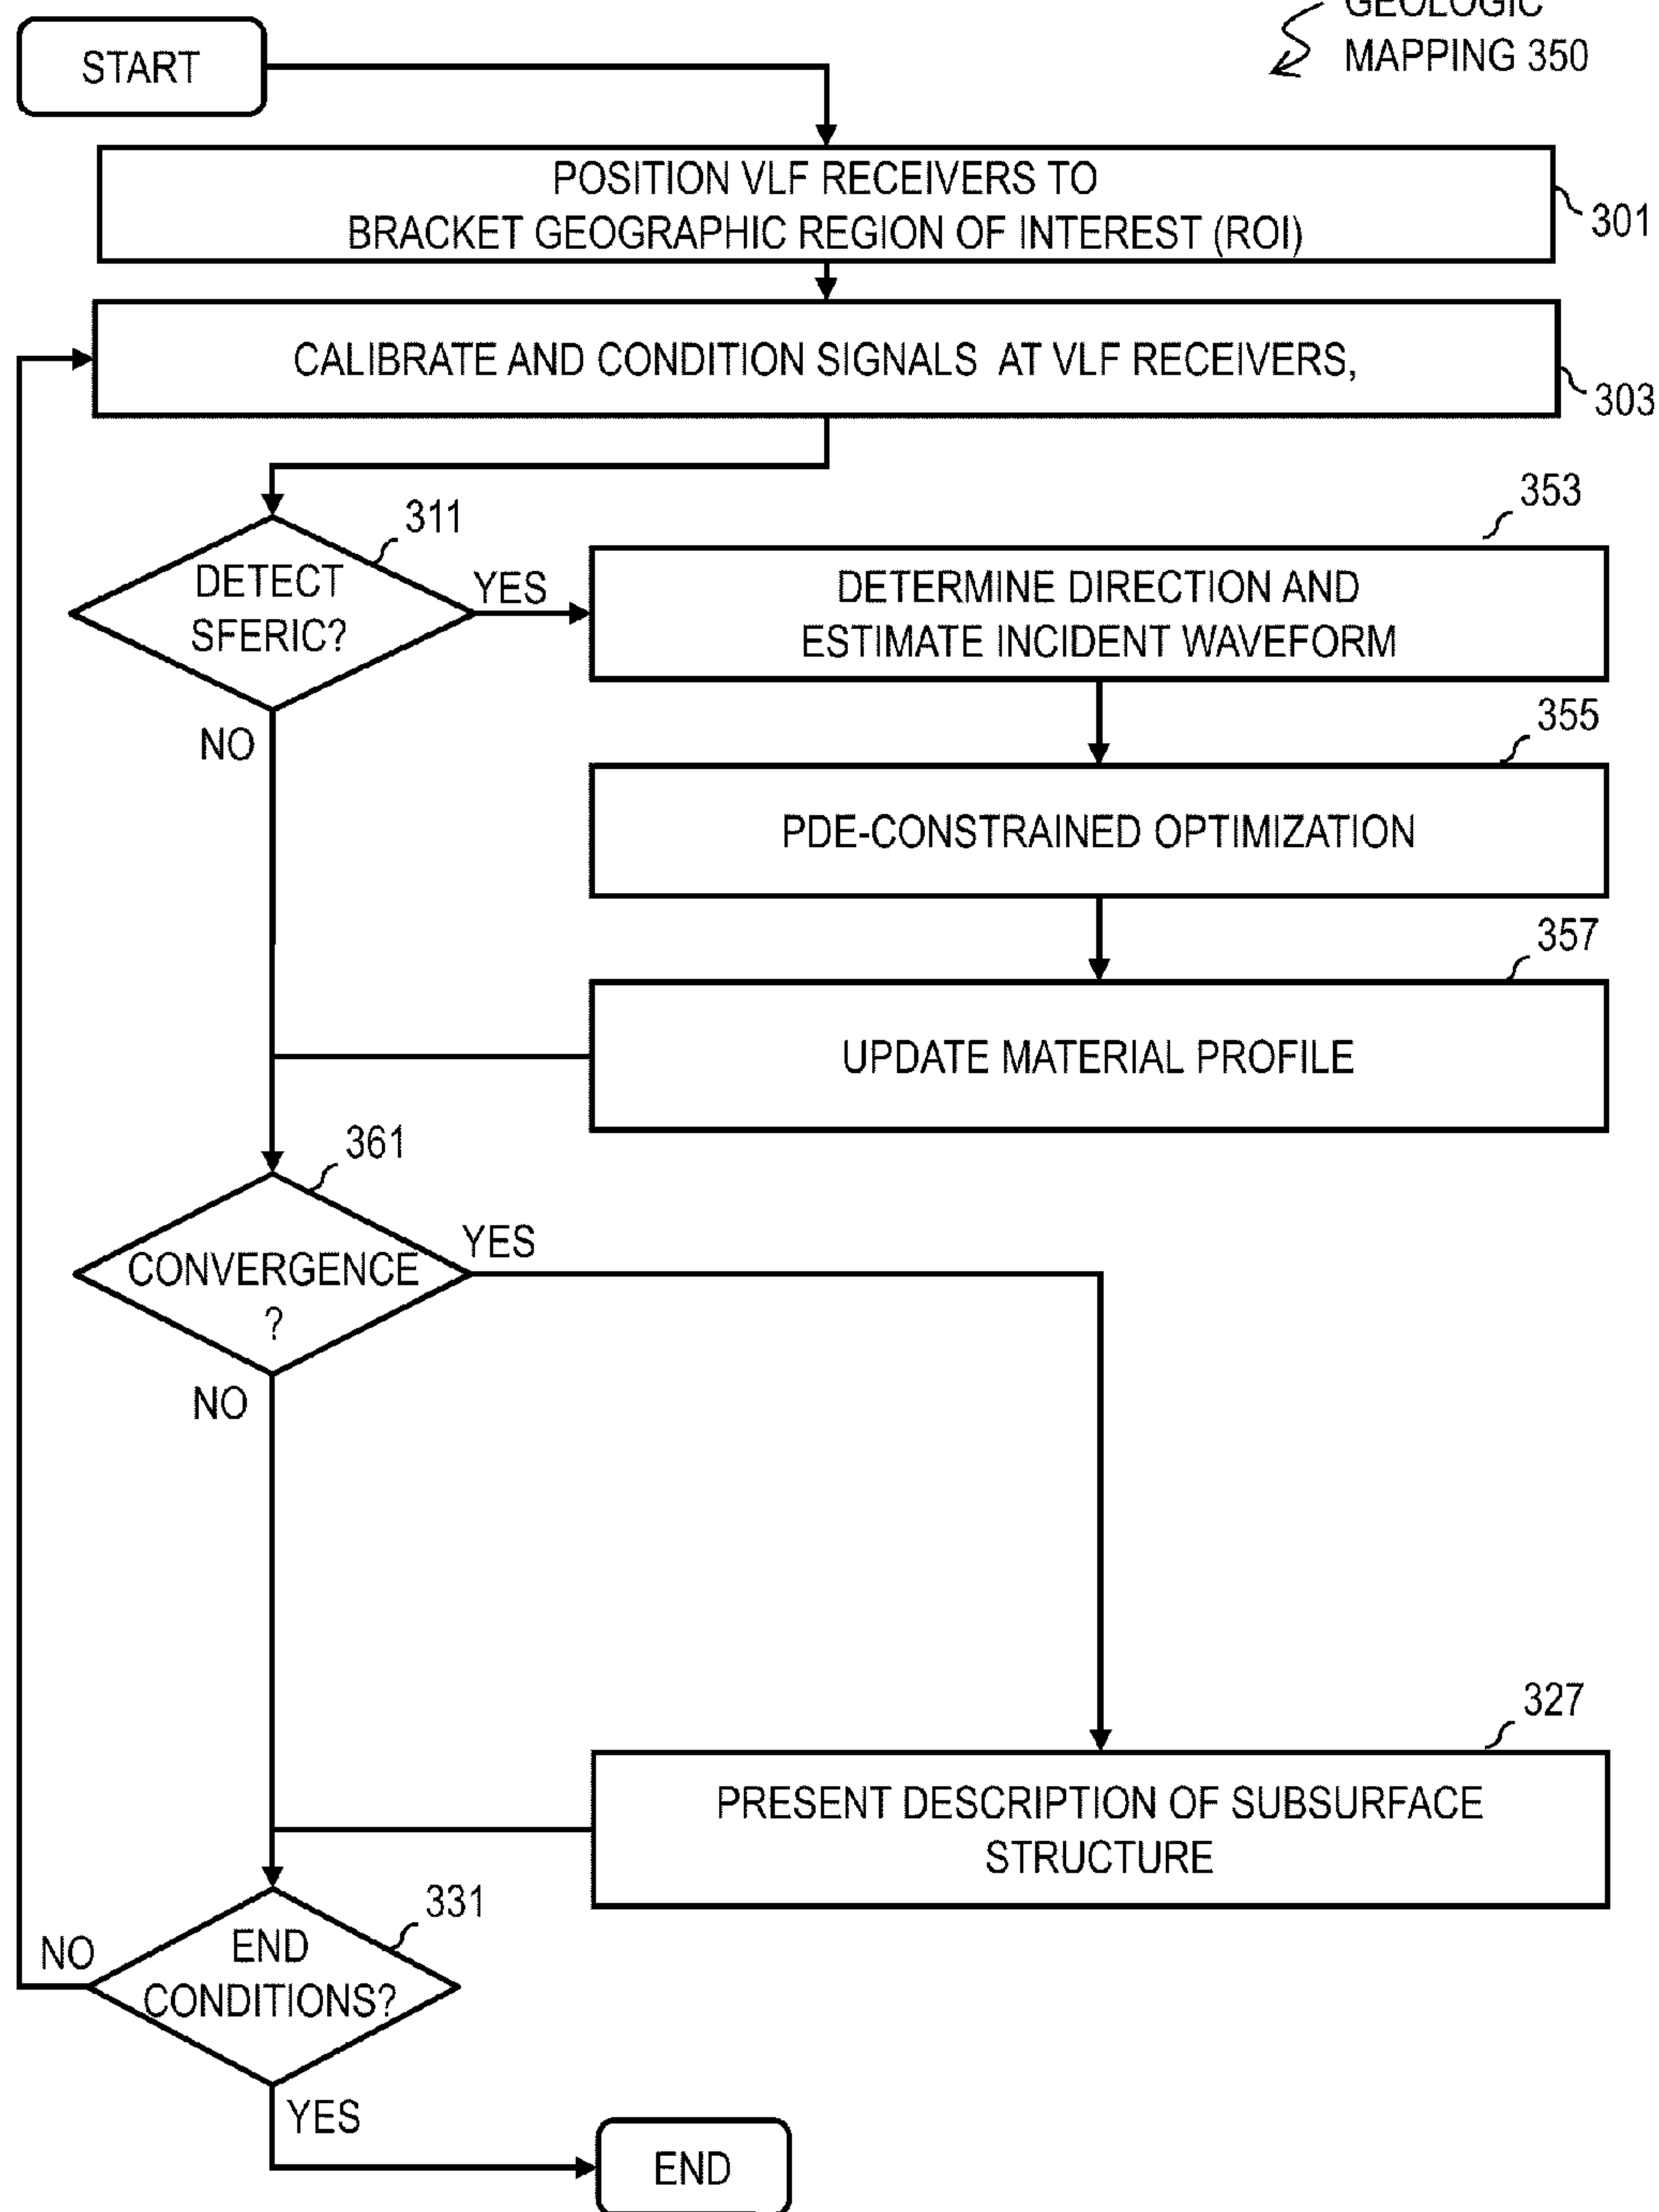 GEOLOGIC
MAPPING 350
START
POSITION VLF RECEIVERS TO
BRACKET GEOGRAPHIC REGION OF INTEREST (ROI)
301
CALIBRATE AND CONDITION SIGNALS AT VLF RECEIVERS,
303
311
DETECT
SFERIC?
YES
NO
353
DETERMINE DIRECTION AND
ESTIMATE INCIDENT WAVEFORM
355
PDE-CONSTRAINED OPTIMIZATION
357
UPDATE MATERIAL PROFILE
361
CONVERGENCE
?
YES
NO
327
PRESENT DESCRIPTION OF SUBSURFACE
STRUCTURE
331
END
CONDITIONS?
NO
YES
END